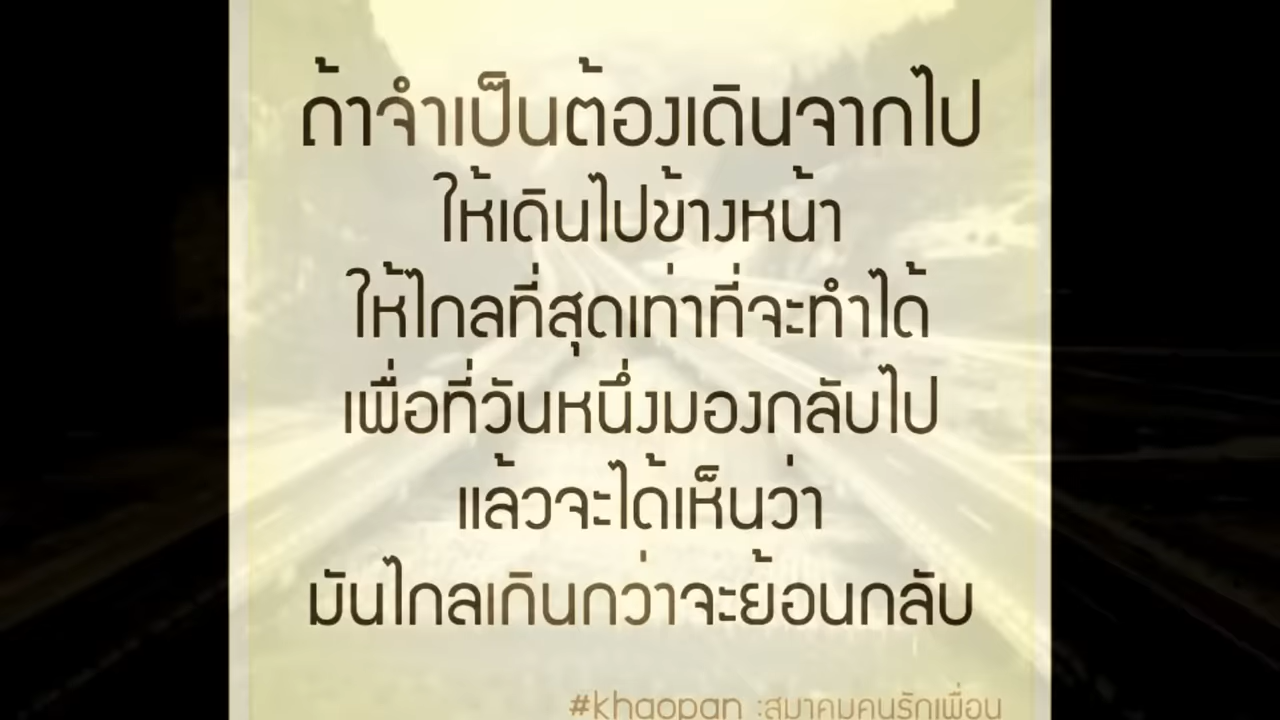 ถ้าจำเป็นต้องเดินจากไป
ให้เดินไปข้างหน้า
ให้ไกลที่สุดเท่าที่จะทำได้
เพื่อที่วันหนึ่งมองกลับไป
แล้วจะได้เห็นว่า
มันไกลเกินกว่าจะย้อนกลับ
#khaopan :สมาคมคนรักเพื่อน